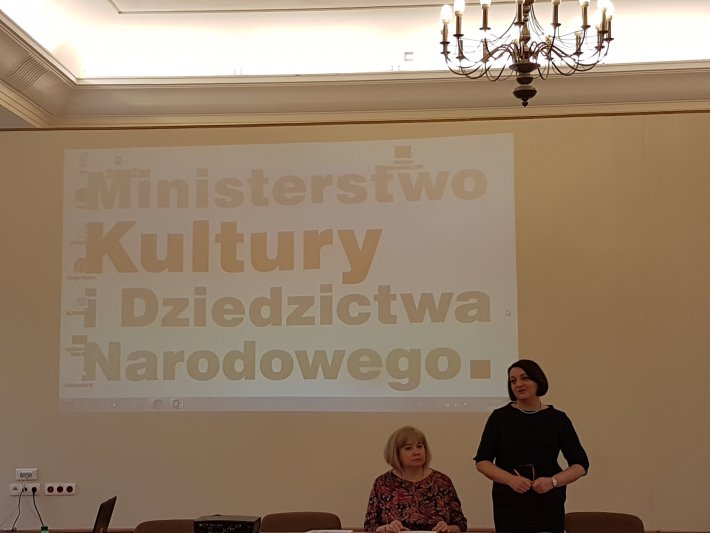 Ministerstwo
Kultury
i Dziedzictwa
Narodowego.